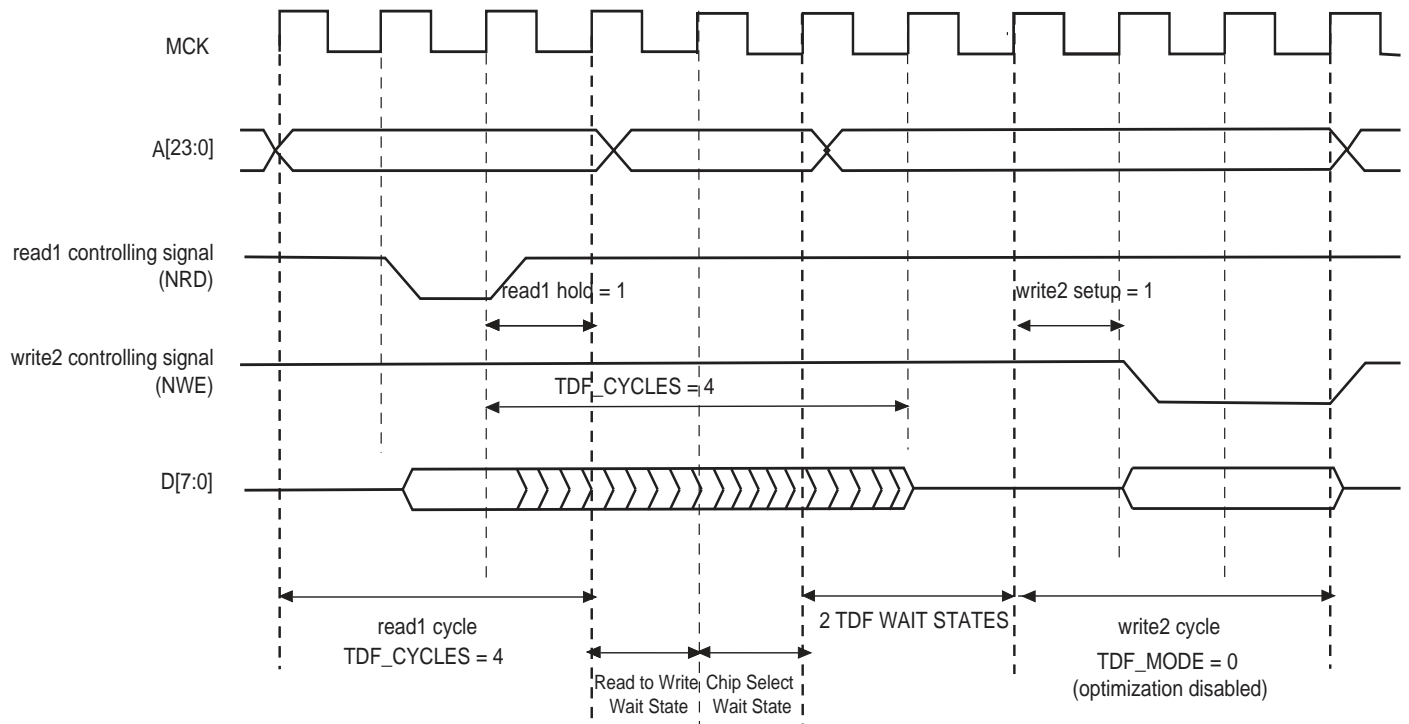 MCK
A[23:0]
read1 controlling signal
(NRD)
read1 hold = 1
write2 setup = 1
write2 controlling signal
(NWE)
TDF_CYCLES = 4
D[7:0]
read1 cycle
TDF_CYCLES = 4
2 TDF WAIT STATES
write2 cycle
TDF_MODE = 0
(optimization disabled)
Read to Write
Wait State
Chip Select
Wait State